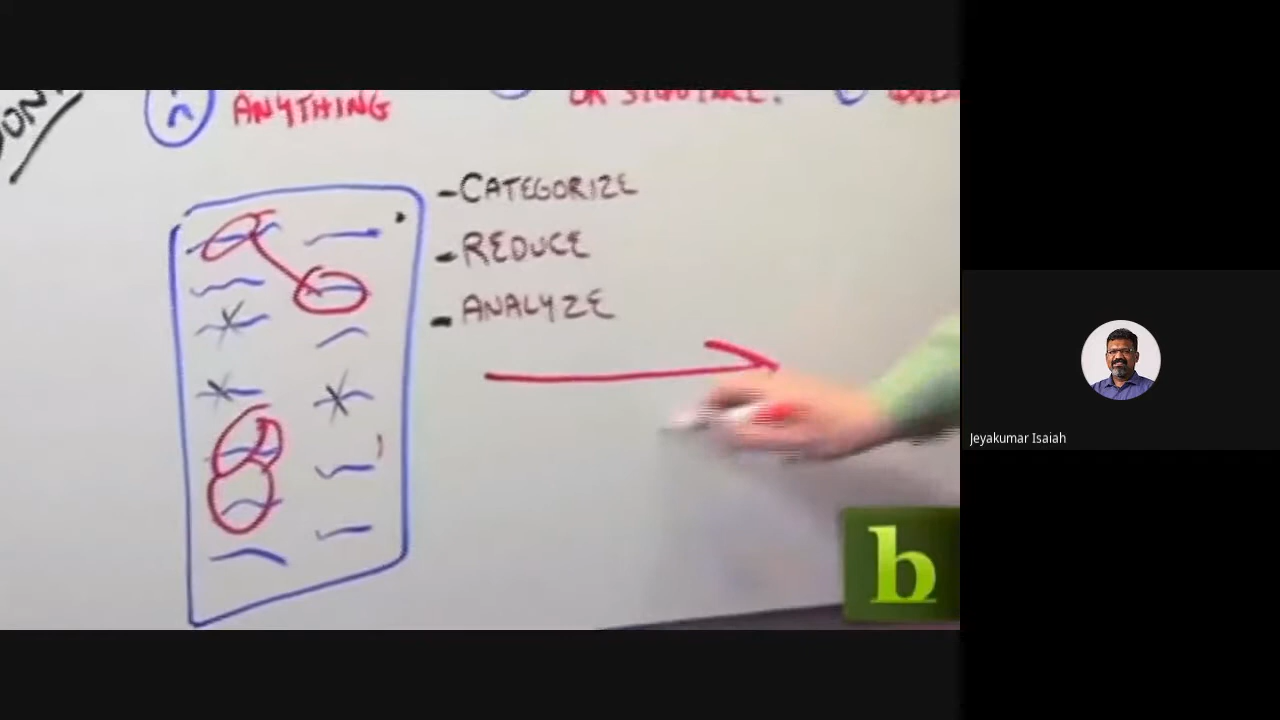 ANYTHING
- CATEGORIZE
- REDUCE
- ANALYZE
b
Jeyakumar Isaiah